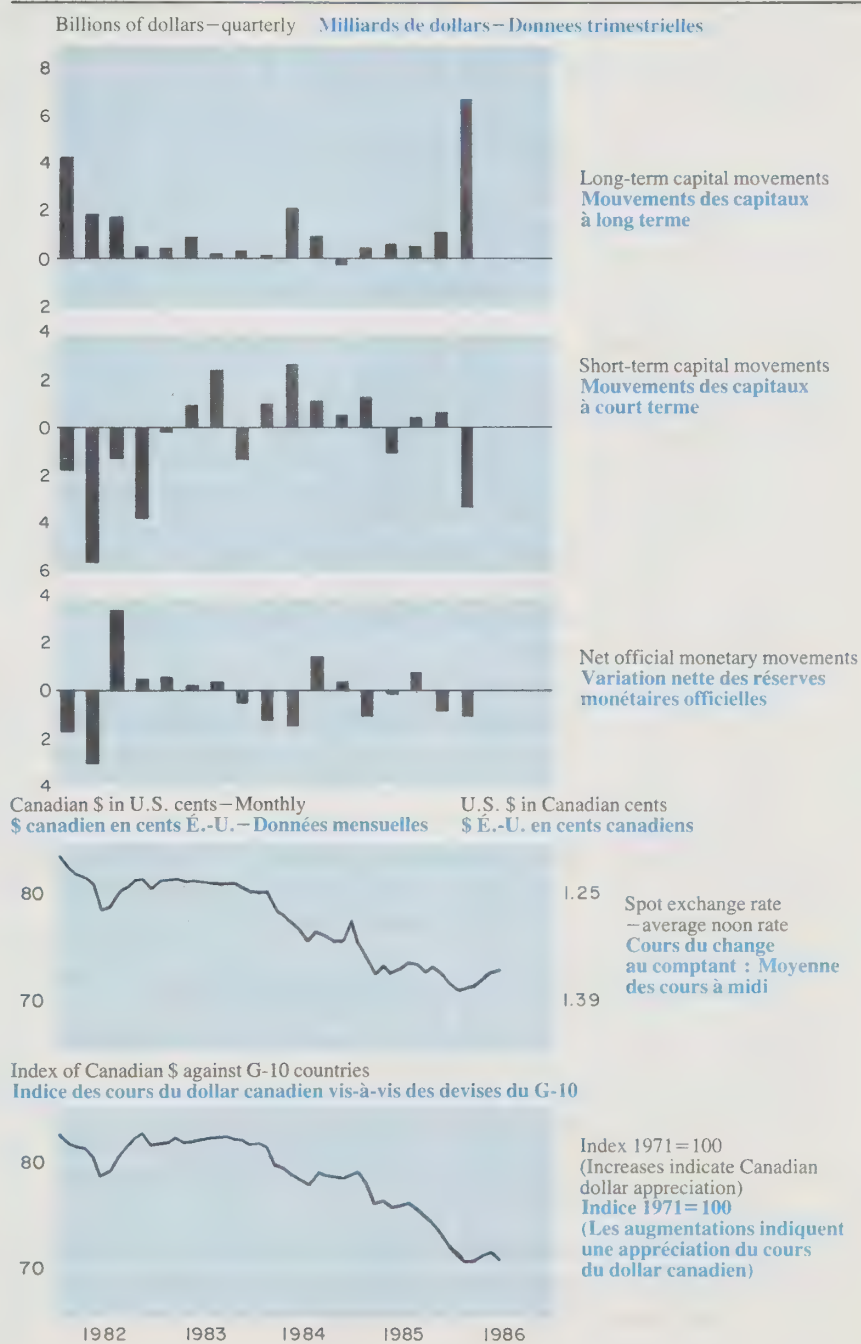 Billions of dollars—quarterly Milliards de dollars—Donnees trimestrielles
8
6
4
2
0
2
Long-term capital movements
Mouvements des capitaux
à long terme
4
2
0
2
4
6
Short-term capital movements
Mouvements des capitaux
à court terme
4
2
0
2
4
Net official monetary movements
Variation nette des réserves
monétaires officielles
Canadian $ in U.S. cents—Monthly
$ canadien en cents É.-U.—Données mensuelles
U.S. $ in Canadian cents
$ É.-U. en cents canadiens
80
70
1.25
1.39
Spot exchange rate
—average noon rate
Cours du change
au comptant : Moyenne
des cours à midi
Index of Canadian $ against G-10 countries
Indice des cours du dollar canadien vis-à-vis des devises du G-10
80
70
Index 1971=100
(Increases indicate Canadian
dollar appreciation)
Indice 1971=100
(Les augmentations indiquent
une appréciation du cours
du dollar canadien)
1982 1983 1984 1985 1986